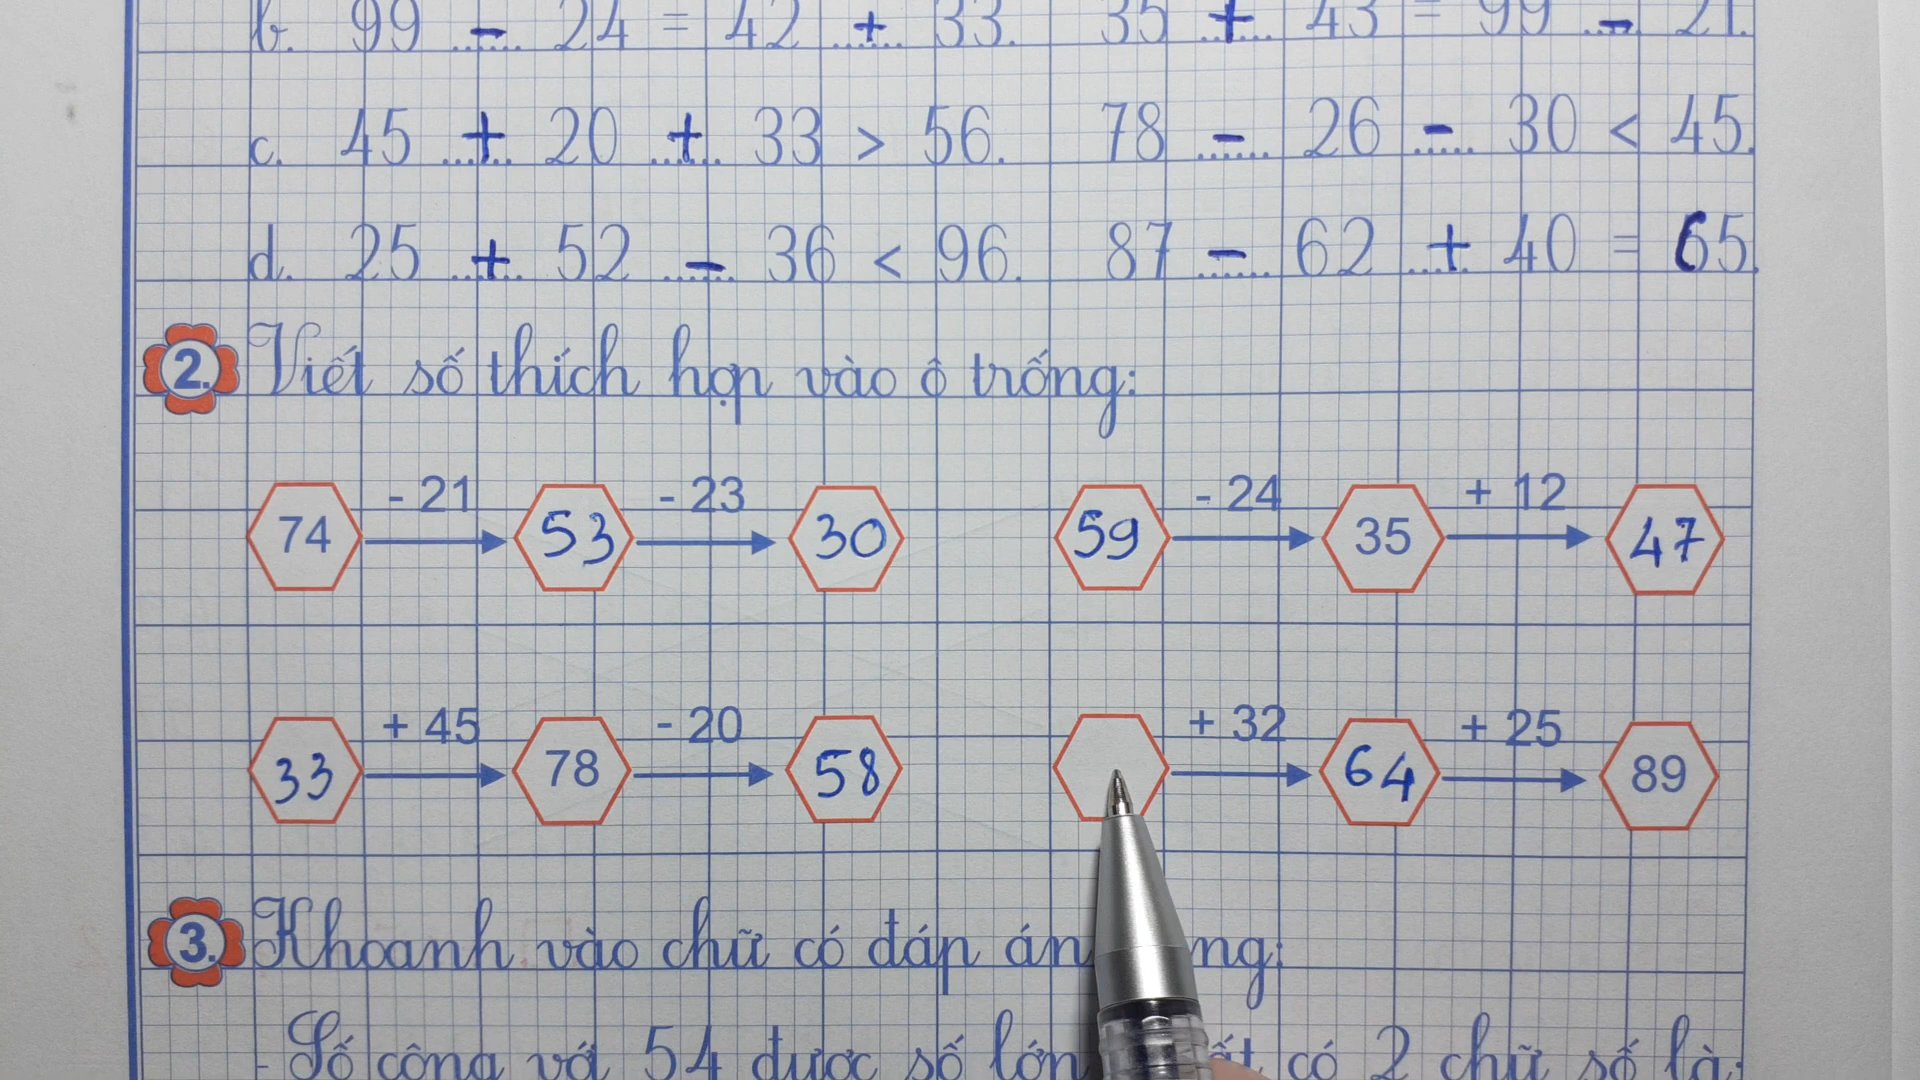 b. 99 - 24 = 42 + 33. 35 + 43 = 99 - 21.
c. 45 + 20 + 33 > 56. 78 - 26 - 30 < 45.
d. 25 + 52 - 36 < 96. 87 - 62 + 40 = 65.
2. Viết số thích hợp vào ô trống:
74 - 21 53 - 23 30 59 - 24 35 + 12 47
33 + 45 78 - 20 58 + 32 64 + 25 89
3. Khoanh vào chữ có đáp án ng:
- Số cộng với 54 được số lớn ất có 2 chữ số là: